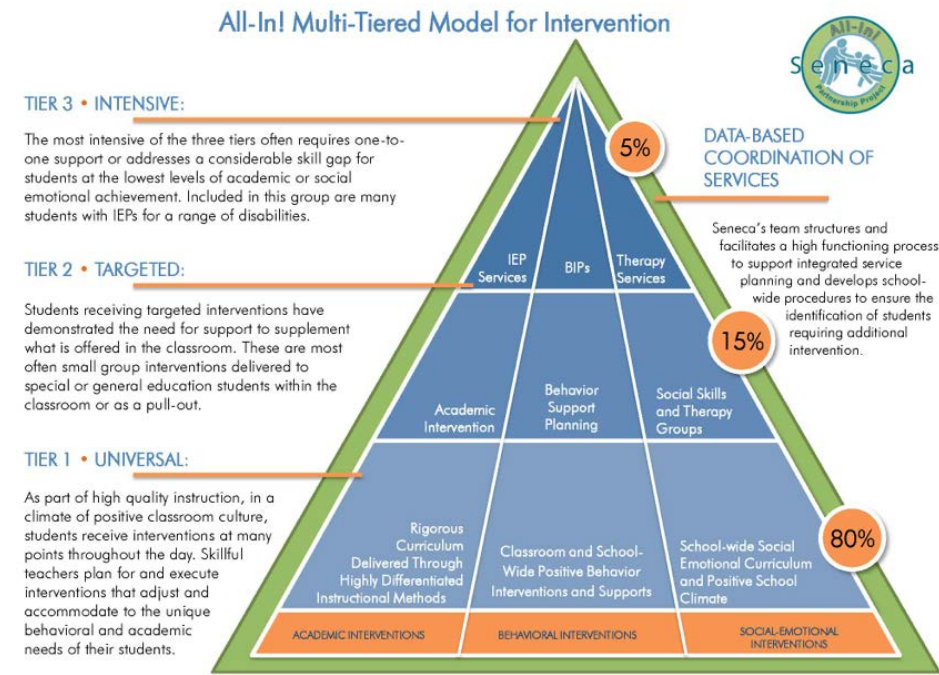 All-In! Multi-Tiered Model for Intervention
All-In!
Seneca
Partnership Project
TIER 3 • INTENSIVE:
The most intensive of the three tiers often requires one-to-
one support or addresses a considerable skill gap for
students at the lowest levels of academic or social
emotional achievement. Included in this group are many
students with IEPs for a range of disabilities.
TIER 2 • TARGETED:
Students receiving targeted interventions have
demonstrated the need for support to supplement
what is offered in the classroom. These are most
often small group interventions delivered to
special or general education students within the
classroom or as a pull-out.
TIER 1 • UNIVERSAL:
As part of high quality instruction, in a
climate of positive classroom culture,
students receive interventions at many
points throughout the day. Skillful
teachers plan for and execute
interventions that adjust and
accommodate to the unique
behavioral and academic
needs of their students.
5%
IEP
Services
BIPs
Therapy
Services
15%
Academic
Intervention
Behavior
Support
Planning
Social Skills
and Therapy
Groups
80%
Rigorous
Curriculum
Delivered Through
Highly Differentiated
Instructional Methods
Classroom and School-
Wide Positive Behavior
Interventions and Supports
School-wide Social
Emotional Curriculum
and Positive School
Climate
ACADEMIC INTERVENTIONS
BEHAVIORAL INTERVENTIONS
SOCIAL-EMOTIONAL
INTERVENTIONS
DATA-BASED
COORDINATION OF
SERVICES
Seneca's team structures and
facilitates a high functioning process
to support integrated service
planning and develops school-
wide procedures to ensure the
identification of students
requiring additional
intervention.